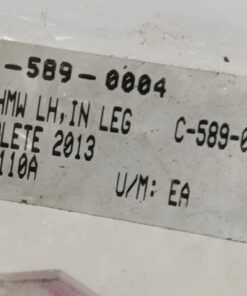 -589-0004
HMW LH, IN LEG C-589-0
LETE 2013
110A U/M: EA